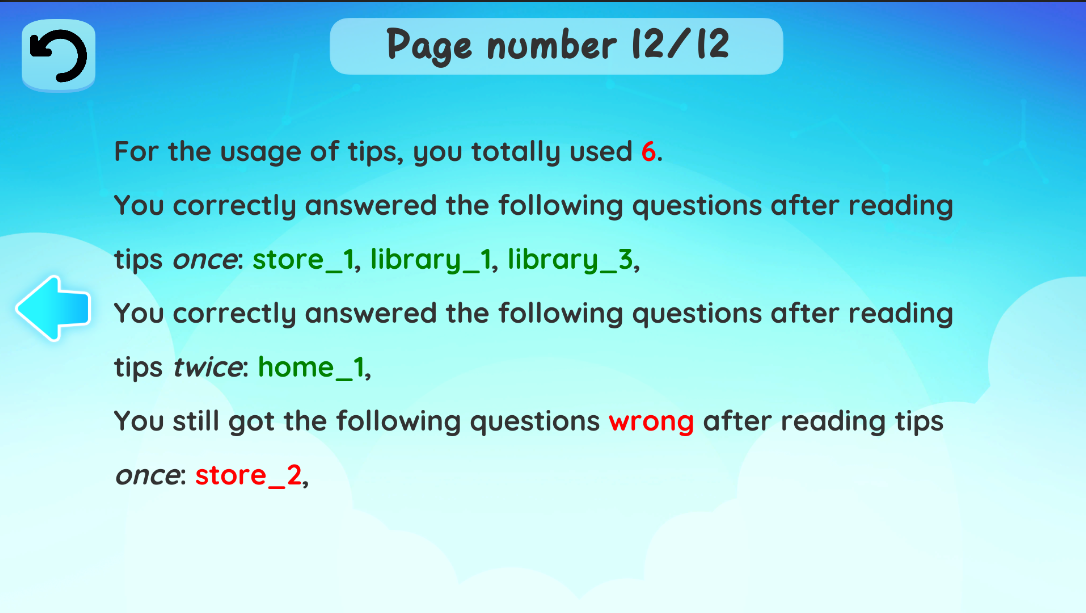 Page number 12/12
For the usage of tips, you totally used 6.
You correctly answered the following questions after reading
tips once: store_1, library_1, library_3,
You correctly answered the following questions after reading
tips twice: home_1,
You still got the following questions wrong after reading tips
once: store_2,